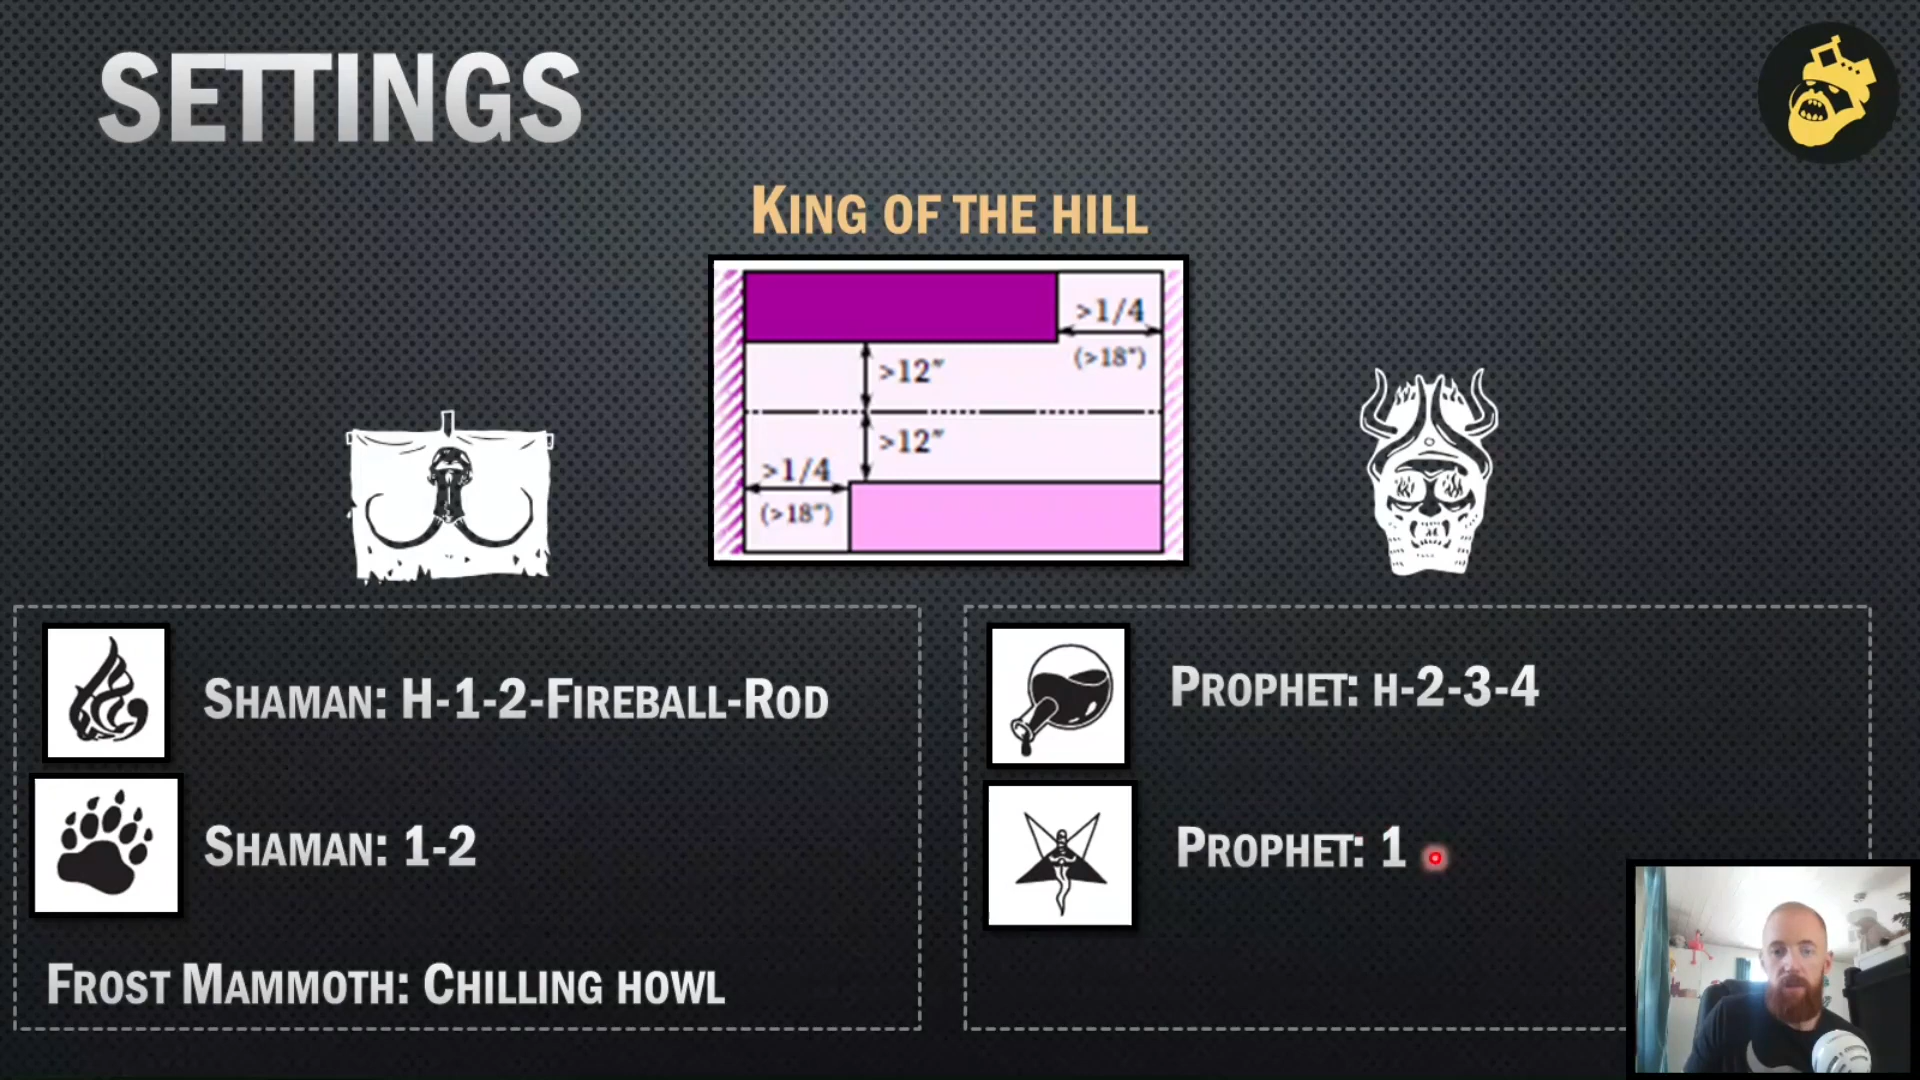 SETTINGS
KING OF THE HILL
>1/4
(>18")
>12"
>12"
>1/4
(>18")
SHAMAN: H-1-2-FIREBALL-ROD
SHAMAN: 1-2
FROST MAMMOTH: CHILLING HOWL
PROPHET: H-2-3-4
PROPHET: 1